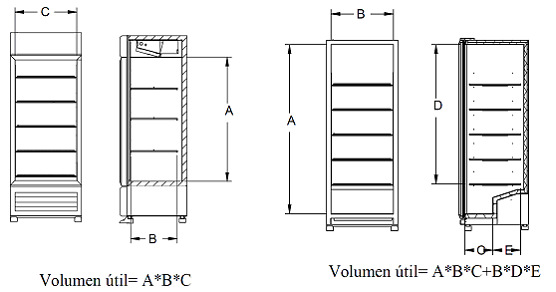 C
B
A
A
D
B
C
E
Volumen útil= A*B*C
Volumen útil= A*B*C+B*D*E